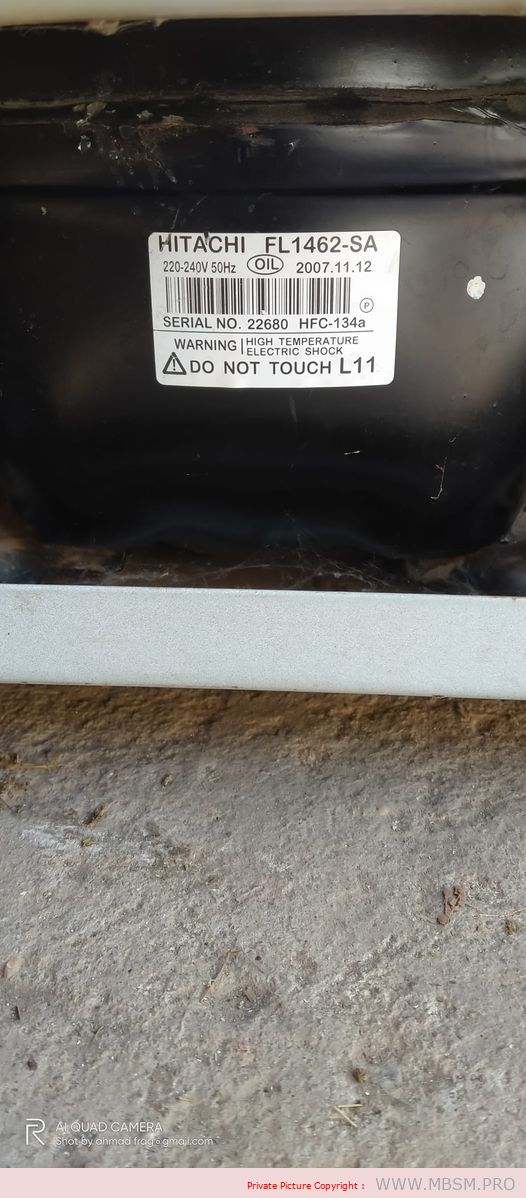 HITACHI FL1462-SA
220-240V 50Hz OIL 2007.11.12
P
SERIAL NO. 22680 HFC-134a
WARNING HIGH TEMPERATURE
ELECTRIC SHOCK
DO NOT TOUCH L11
R AI QUAD CAMERA
Shot by ahmad frag@gmail.com
Private Picture Copyright : WWW.MBSM.PRO